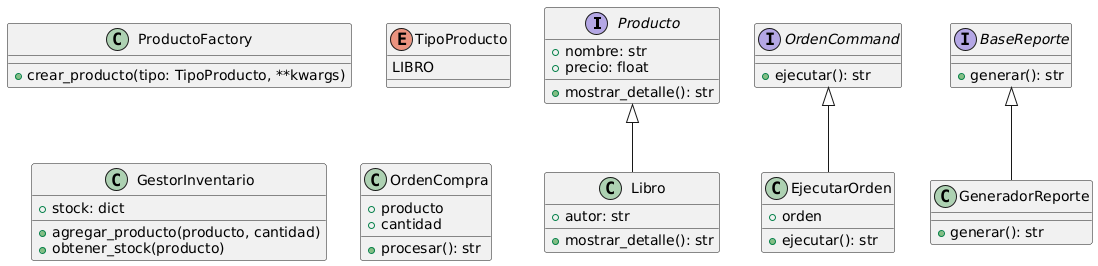 C ProductoFactory
crear_producto(tipo: TipoProducto, **kwargs)
E TipoProducto
LIBRO
I Producto
nombre: str
precio: float
mostrar_detalle(): str
I OrdenCommand
ejecutar(): str
I BaseReporte
generar(): str
C GestorInventario
stock: dict
agregar_producto(producto, cantidad)
obtener_stock(producto)
C OrdenCompra
producto
cantidad
procesar(): str
C Libro
autor: str
mostrar_detalle(): str
C EjecutarOrden
orden
ejecutar(): str
C GeneradorReporte
generar(): str